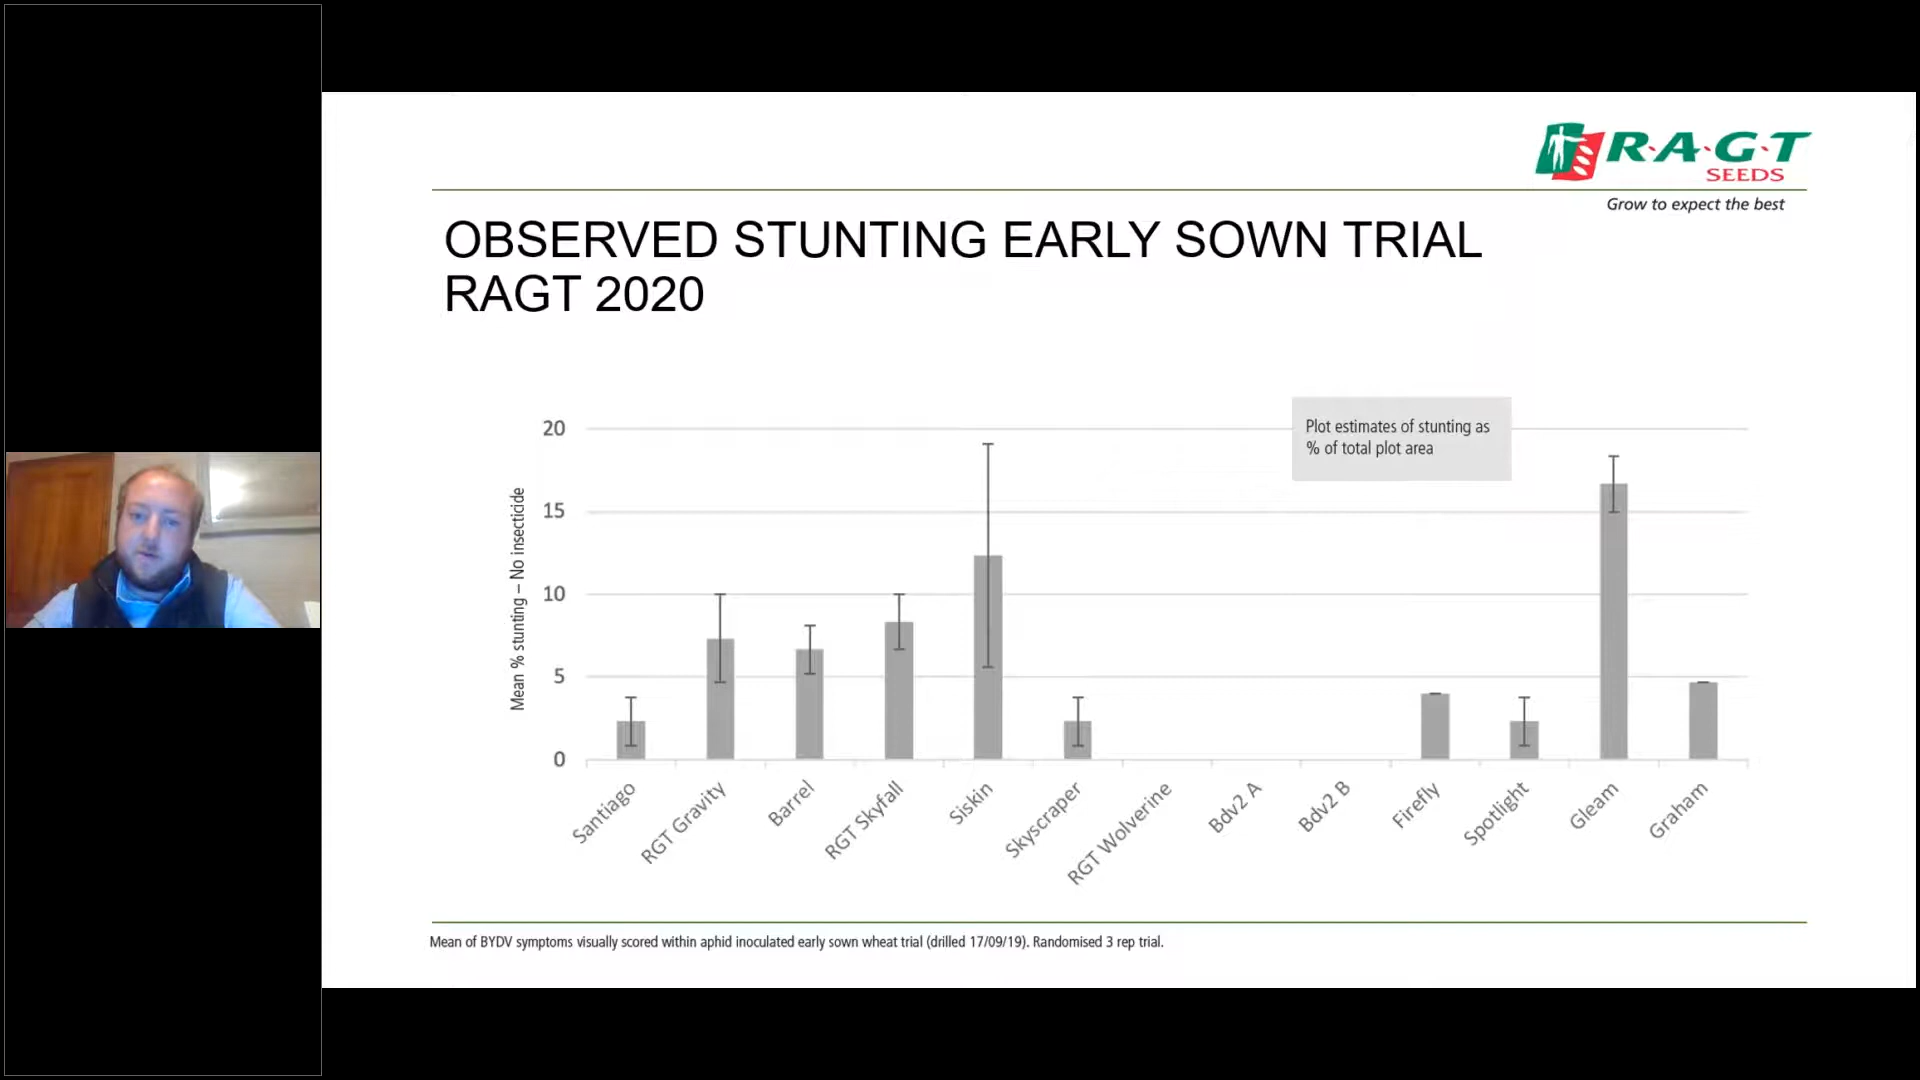 R·A·G·T
SEEDS
Grow to expect the best
OBSERVED STUNTING EARLY SOWN TRIAL
RAGT 2020
Plot estimates of stunting as
% of total plot area
Mean % stunting – No insecticide
20
15
10
5
0
Santiago
RGT Gravity
Barrel
RGT Skyfall
Siskin
Skyscraper
RGT Wolverine
Bdv2 A
Bdv2 B
Firefly
Spotlight
Gleam
Graham
Mean of BYDV symptoms visually scored within aphid inoculated early sown wheat trial (drilled 17/09/19). Randomised 3 rep trial.